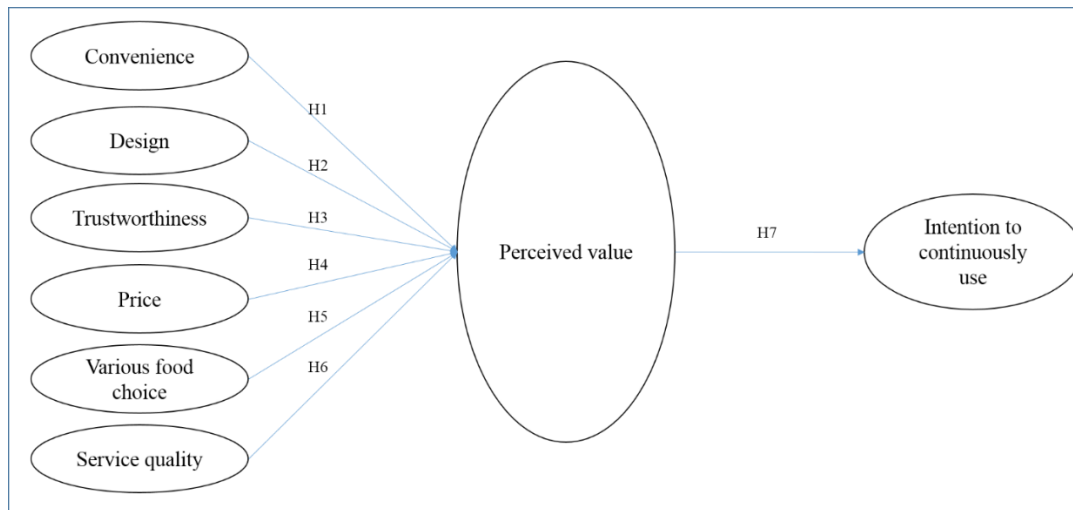 Convenience
H1
Design
H2
Trustworthiness
H3
Price
H4
Various food
choice
H5
Service quality
H6
Perceived value
H7
Intention to
continuously
use